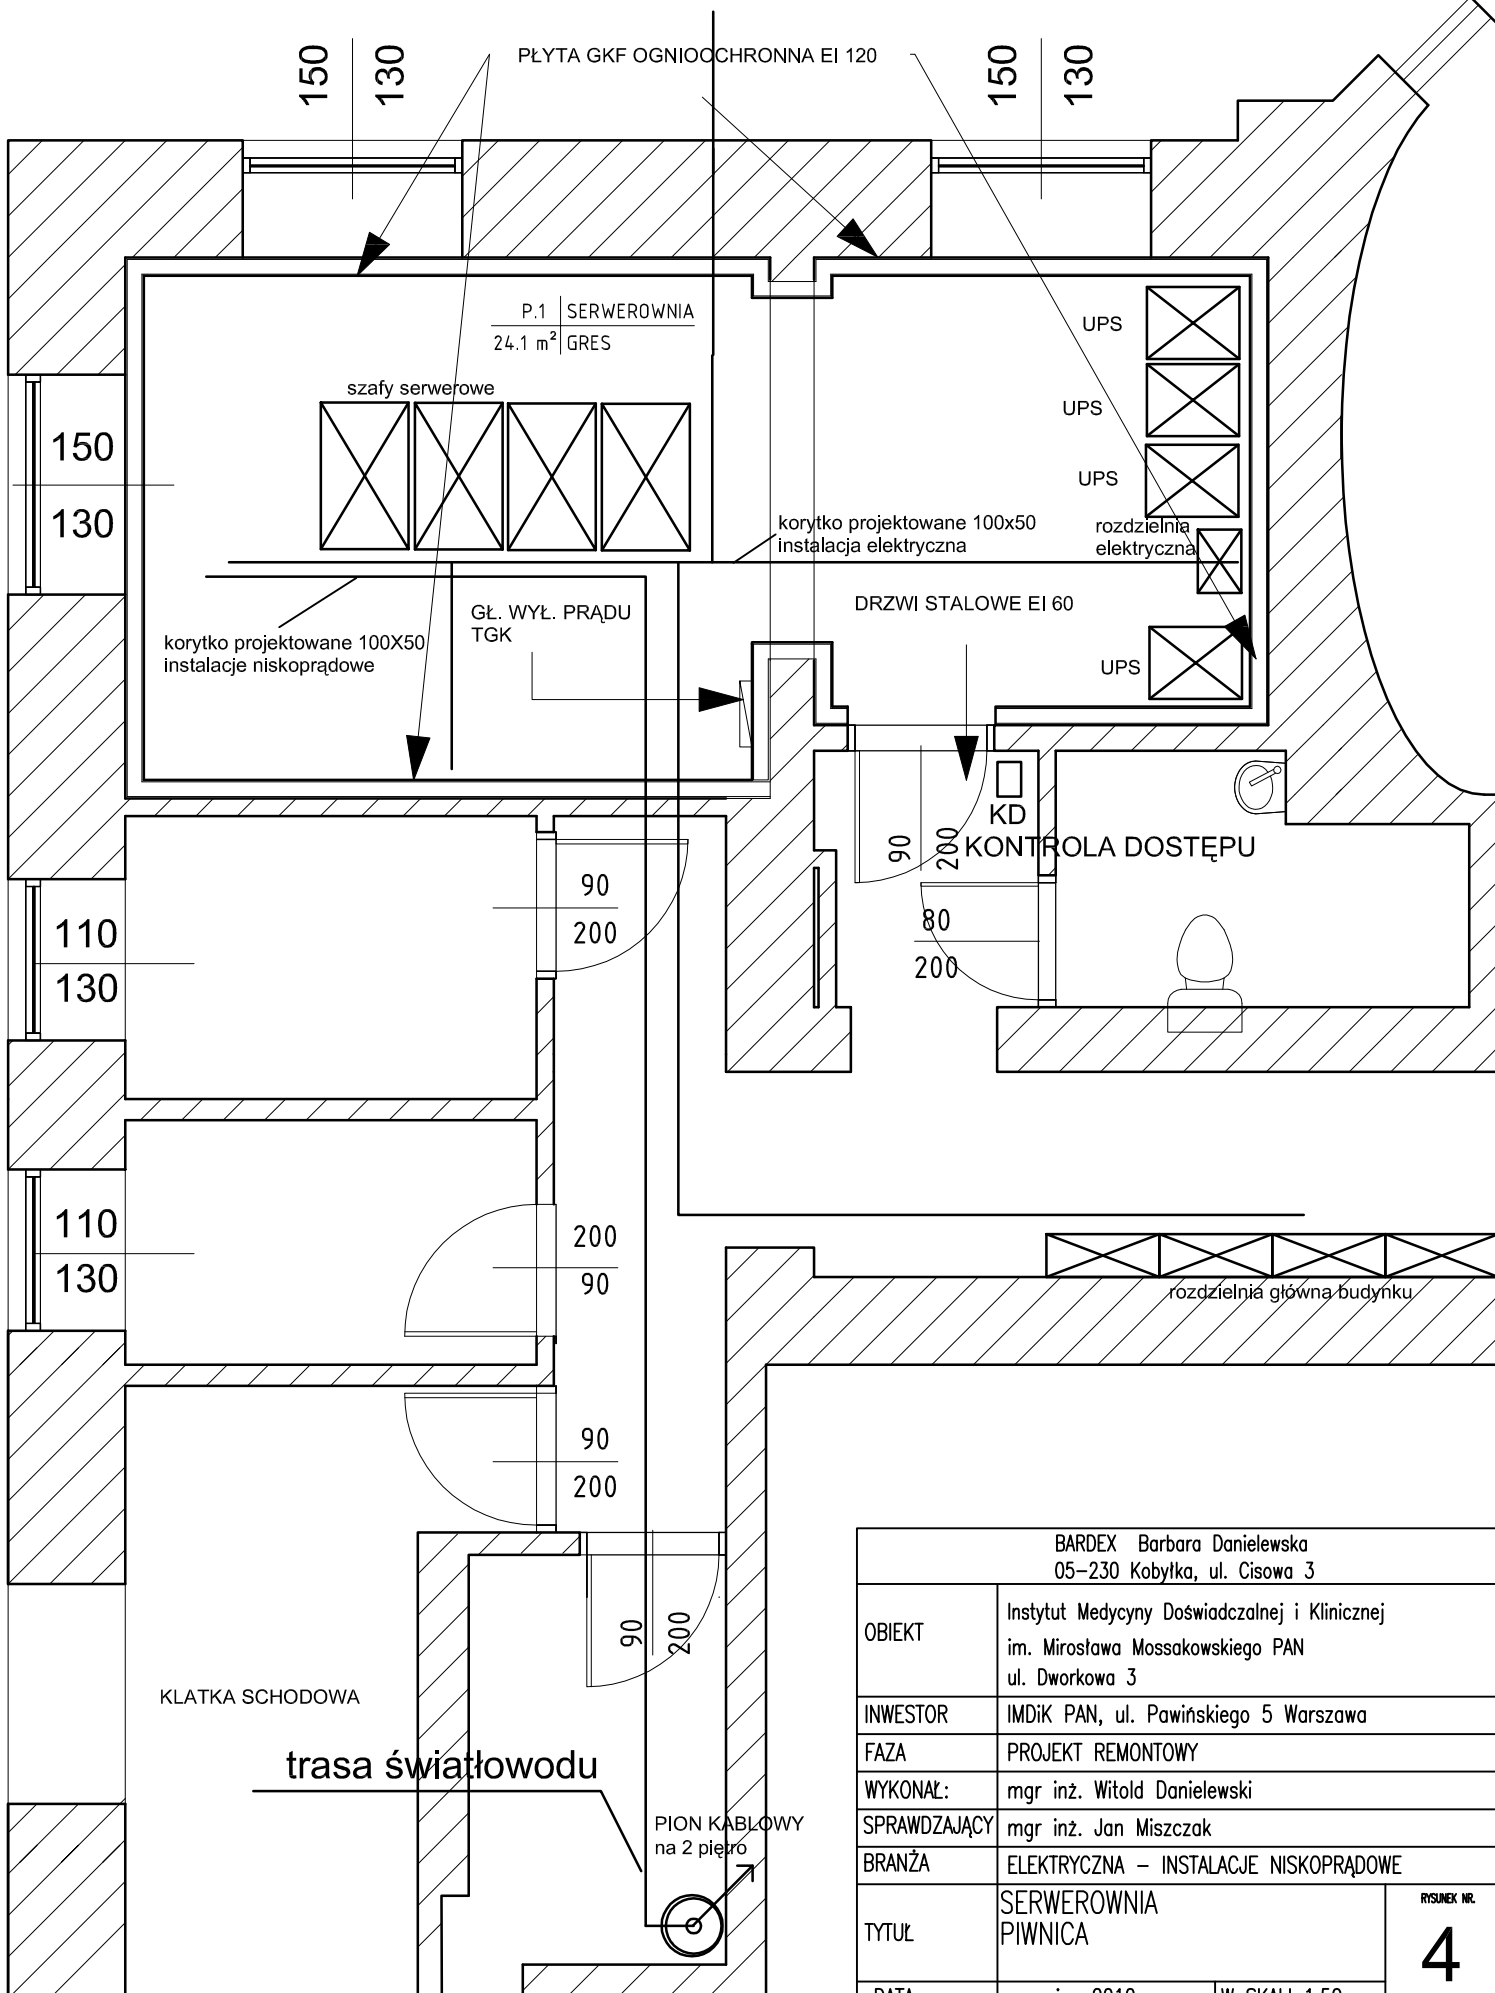 150
130
PŁYTA GKF OGNIOOCHRONNA EI 120
150
130
P.1 SERWEROWNIA
24.1 m² GRES
UPS
szafy serwerowe
UPS
150
130
UPS
korytko projektowane 100x50
instalacja elektryczna
rozdzielnia
elektryczna
GŁ. WYŁ. PRĄDU
TGK
DRZWI STALOWE EI 60
korytko projektowane 100X50
instalacje niskoprądowe
UPS
KD
KONTROLA DOSTĘPU
90
200
90
200
110
130
80
200
110
130
200
90
rozdzielnia główna budynku
90
200
90
200
KLATKA SCHODOWA
trasa światłowodu
PION KABLOWY
na 2 piętro
BARDEX Barbara Danielewska
05-230 Kobyłka, ul. Cisowa 3
OBIEKT
Instytut Medycyny Doświadczalnej i Klinicznej
im. Mirosława Mossakowskiego PAN
ul. Dworkowa 3
INWESTOR
IMDiK PAN, ul. Pawińskiego 5 Warszawa
FAZA
PROJEKT REMONTOWY
WYKONAŁ:
mgr inż. Witold Danielewski
SPRAWDZAJĄCY
mgr inż. Jan Miszczak
BRANŻA
ELEKTRYCZNA – INSTALACJE NISKOPRĄDOWE
TYTUŁ
SERWEROWNIA
PIWNICA
RYSUNEK NR.
4
DATA
W SKALI 1:50